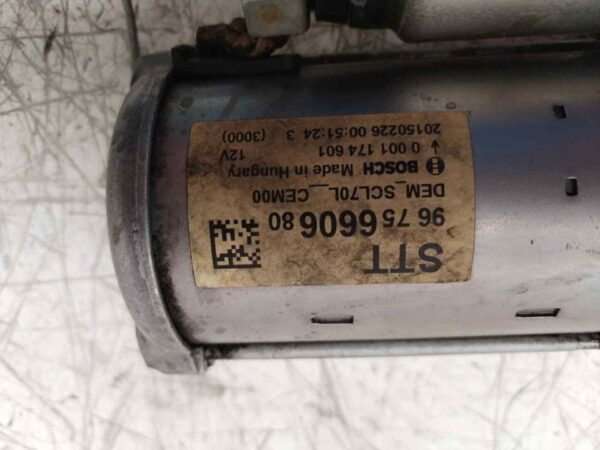 STT
96 75 6606 80
DEM_SCL70L__CEM00
BOSCH Made in Hungary
0 001 174 601 12V
20150226 00:51:24 3 (3000)